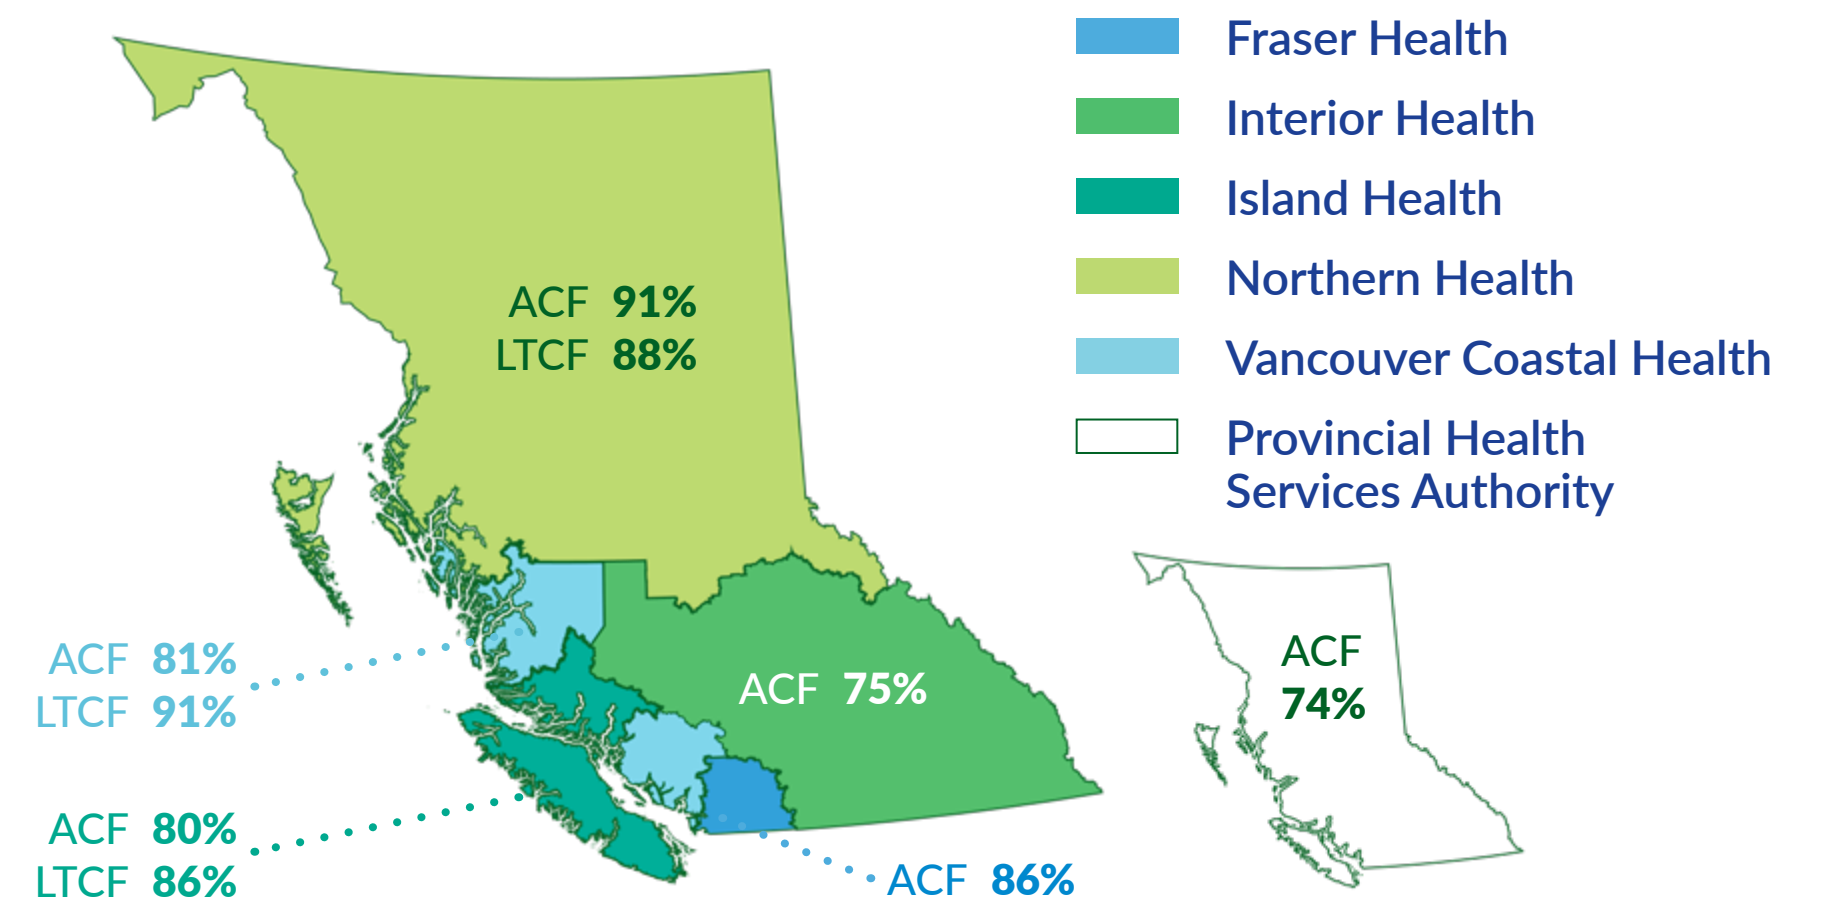 Fraser Health
Interior Health
Island Health
Northern Health
Vancouver Coastal Health
Provincial Health
Services Authority
ACF 91%
LTCF 88%
ACF 81%
LTCF 91%
ACF 75%
ACF 80%
LTCF 86%
ACF 86%
ACF
74%